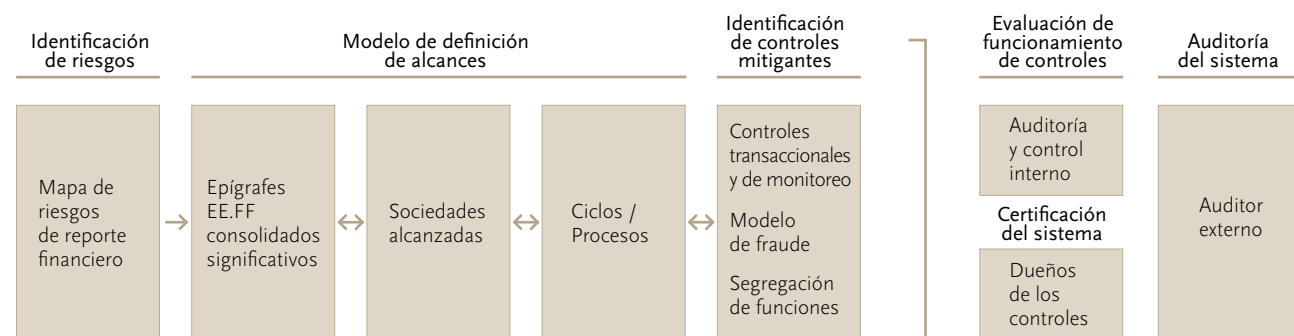 Identificación
de riesgos
Mapa de
riesgos
de reporte
financiero
Modelo de definición
de alcances
Epígrafes
EE.FF
consolidados
significativos
Sociedades
alcanzadas
Ciclos /
Procesos
Identificación
de controles
mitigantes
Controles
transaccionales
y de monitoreo
Modelo
de fraude
Segregación
de funciones
Evaluación de
funcionamiento
de controles
Auditoría
y control
interno
Certificación
del sistema
Dueños
de los
controles
Auditoría
del sistema
Auditor
externo